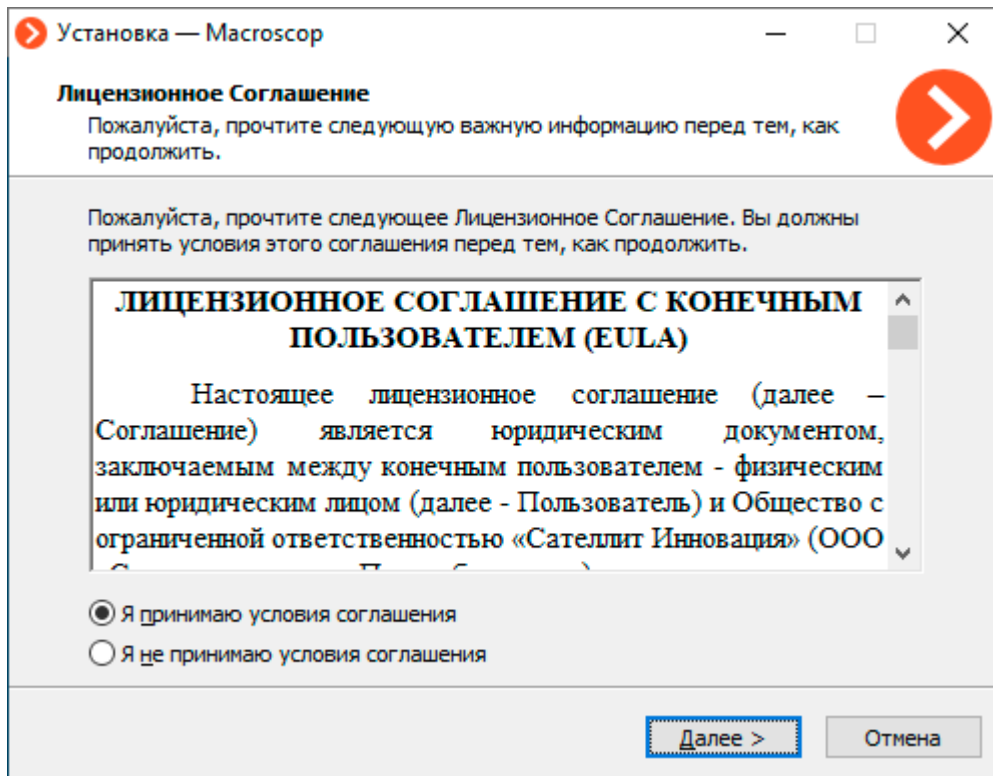 Установка — Macroscop
Лицензионное Соглашение
Пожалуйста, прочтите следующую важную информацию перед тем, как
продолжить.
Пожалуйста, прочтите следующее Лицензионное Соглашение. Вы должны
принять условия этого соглашения перед тем, как продолжить.
ЛИЦЕНЗИОННОЕ СОГЛАШЕНИЕ С КОНЕЧНЫМ
ПОЛЬЗОВАТЕЛЕМ (EULA)
Настоящее лицензионное соглашение (далее –
Соглашение) является юридическим документом,
заключаемым между конечным пользователем - физическим
или юридическим лицом (далее - Пользователь) и Общество с
ограниченной ответственностью «Сателлит Инновация» (ООО
Я принимаю условия соглашения
Я не принимаю условия соглашения
Далее >
Отмена